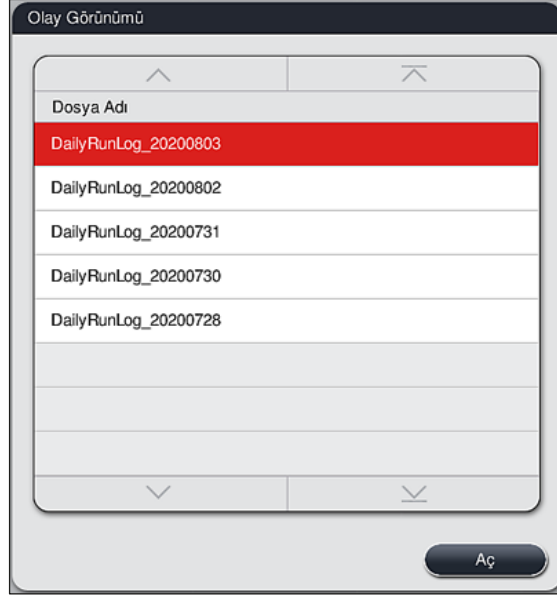 Olay Görünümü
Dosya Adı
DailyRunLog_20200803
DailyRunLog_20200802
DailyRunLog_20200731
DailyRunLog_20200730
DailyRunLog_20200728
Aç